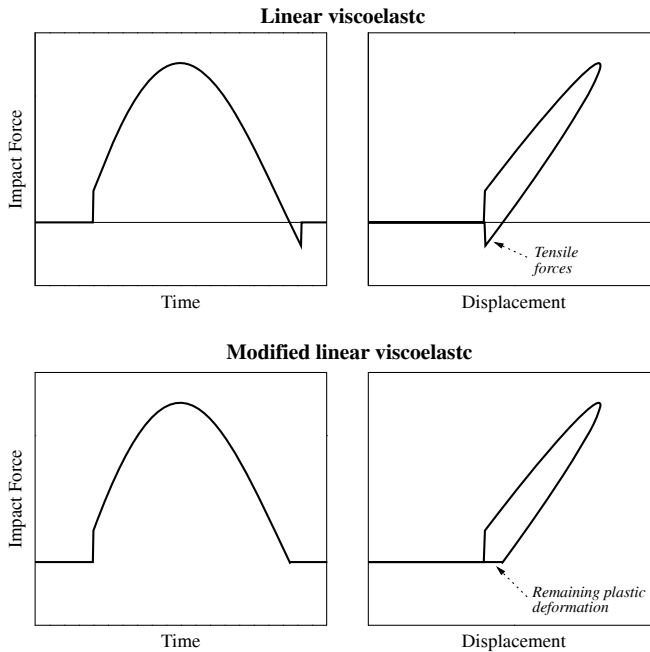 Linear viscoelastc
Impact Force
Time
Displacement
Tensile
forces
Modified linear viscoelastc
Impact Force
Time
Displacement
Remaining plastic
deformation